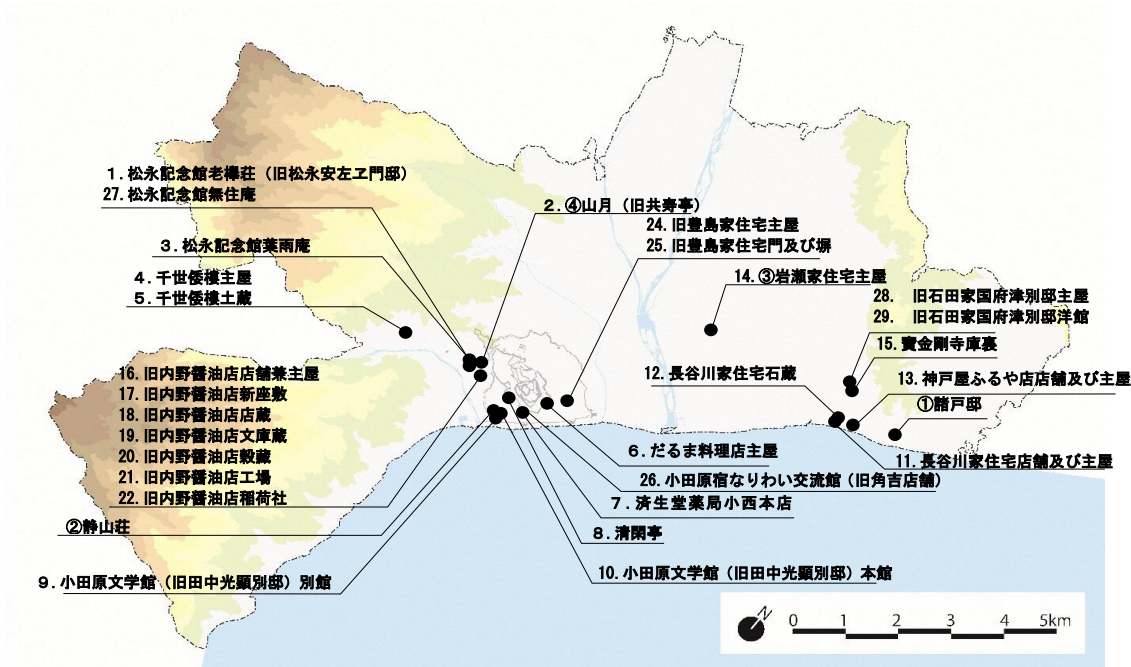 1．松永記念館老欅荘（旧松永安左ヱ門邸）
27．松永記念館無住庵
2．④山月（旧共寿亭）
24．旧豊島家住宅主屋
25．旧豊島家住宅門及び塀
3．松永記念館葉雨庵
4．千世倭樓主屋
5．千世倭樓土蔵
14．③岩瀬家住宅主屋
28．　旧石田家国府津別邸主屋
29．　旧石田家国府津別邸洋館
15．寶金剛寺庫裏
12．長谷川家住宅石蔵
13．神戸屋ふるや店店舗及び主屋
①諸戸邸
16．旧内野醤油店店舗兼主屋
17．旧内野醤油店新座敷
18．旧内野醤油店店蔵
19．旧内野醤油店文庫蔵
20．旧内野醤油店穀蔵
21．旧内野醤油店工場
22．旧内野醤油店稲荷社
6．だるま料理店主屋
11．長谷川家住宅店舗及び主屋
26．小田原宿なりわい交流館（旧角吉店舗）
7．済生堂薬局小西本店
②静山荘
8．清閑亭
9．小田原文学館（旧田中光顕別邸）別館
10．小田原文学館（旧田中光顕別邸）本館
N
0 1 2 3 4 5km